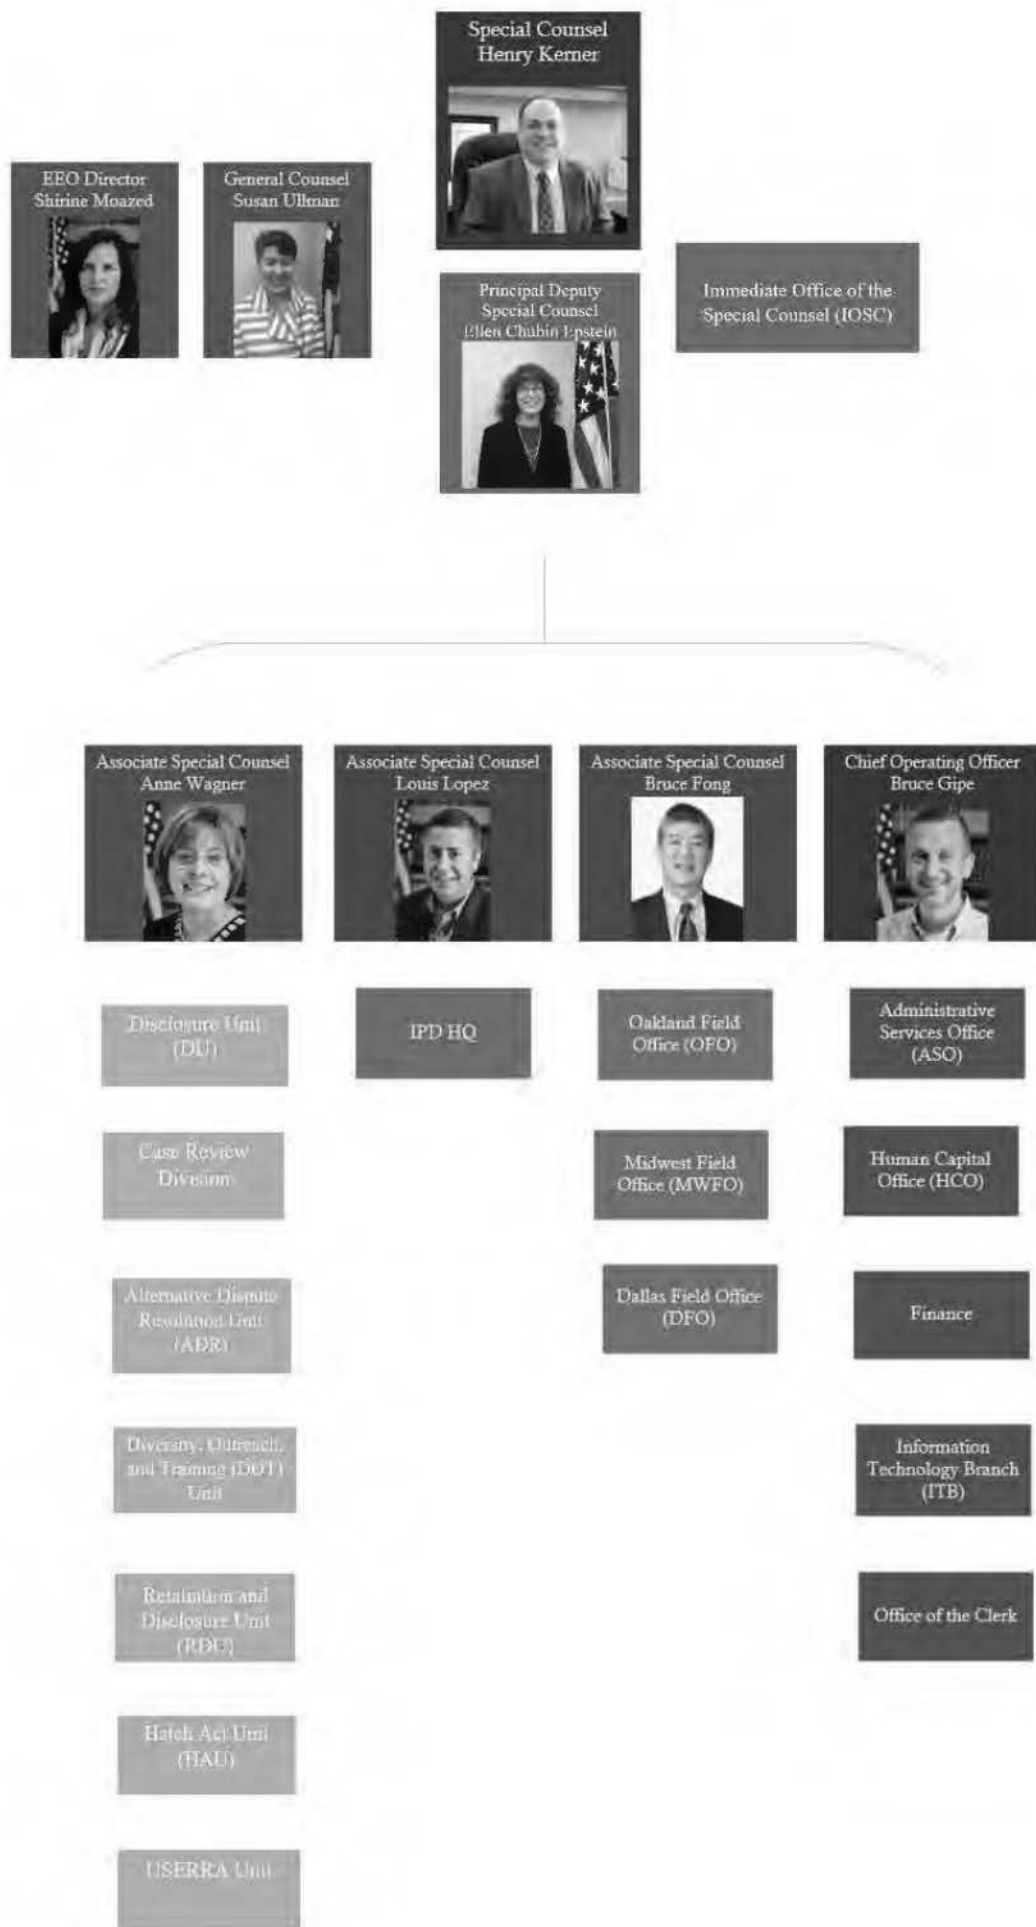 Special Counsel
Henry Kerner
EEO Director
Shirine Moazed
General Counsel
Susan Ullman
Principal Deputy
Special Counsel
Ellen Chubin Epstein
Immediate Office of the
Special Counsel (IOSC)
Associate Special Counsel
Anne Wagner
Associate Special Counsel
Louis Lopez
Associate Special Counsel
Bruce Fong
Chief Operating Officer
Bruce Gipe
Disclosure Unit
(DU)
IPD HQ
Oakland Field
Office (OFO)
Administrative
Services Office
(ASO)
Case Review
Division
Midwest Field
Office (MWFO)
Human Capital
Office (HCO)
Alternative Dispute
Resolution Unit
(ADR)
Dallas Field Office
(DFO)
Finance
Diversity, Outreach,
and Training (DOT)
Unit
Information
Technology Branch
(ITB)
Retaliation and
Disclosure Unit
(RDU)
Office of the Clerk
Hatch Act Unit
(HAU)
USERRA Unit